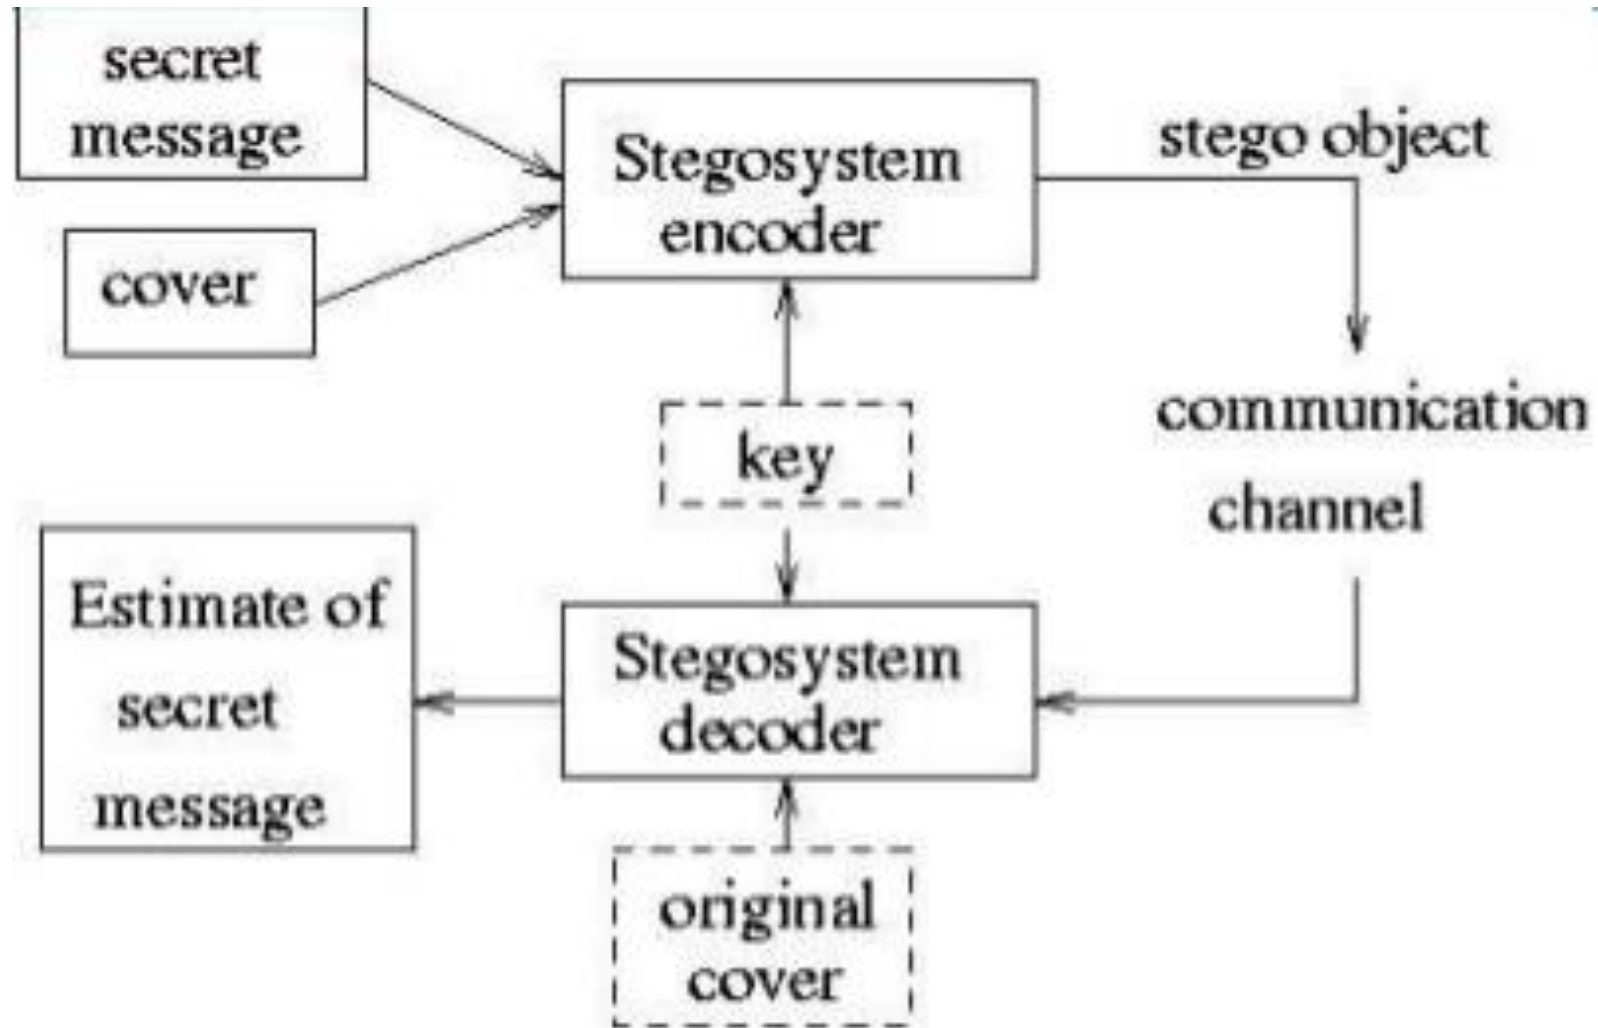 secret
message
cover
Stegosystem
encoder
stego object
key
communication
channel
Estimate of
secret
message
Stegosystem
decoder
original
cover